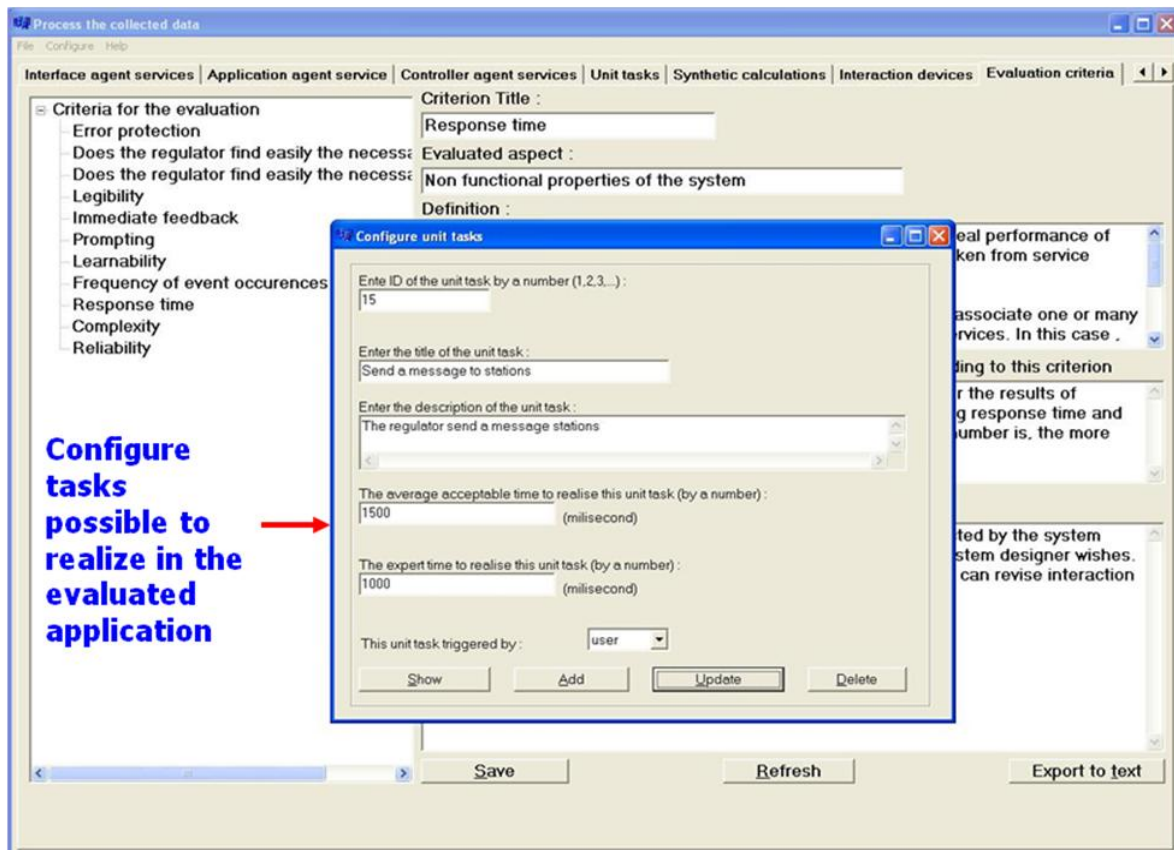 Process the collected data
File Configure Help
Interface agent services Application agent service Controller agent services Unit tasks Synthetic calculations Interaction devices Evaluation criteria
Criteria for the evaluation
Error protection
Does the regulator find easily the necessa
Does the regulator find easily the necessa
Legibility
Immediate feedback
Prompting
Learnability
Frequency of event occurences
Response time
Complexity
Reliability
Criterion Title :
Response time
Evaluated aspect :
Non functional properties of the system
Definition :
eal performance of
ken from service
associate one or many
rvices. In this case ,
ding to this criterion
r the results of
g response time and
number is, the more
ted by the system
stem designer wishes.
can revise interaction
Configure unit tasks
Ente ID of the unit task by a number (1,2,3,...) :
15
Enter the title of the unit task :
Send a message to stations
Enter the description of the unit task :
The regulator send a message stations
The average acceptable time to realise this unit task (by a number) :
1500 (milisecond)
The expert time to realise this unit task (by a number) :
1000 (milisecond)
This unit task triggered by : user
Show Add Update Delete
Configure
tasks
possible to
realize in the
evaluated
application
Save Refresh Export to text